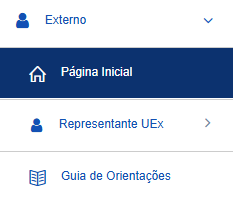 Externo
Página Inicial
Representante UEx
Guia de Orientações